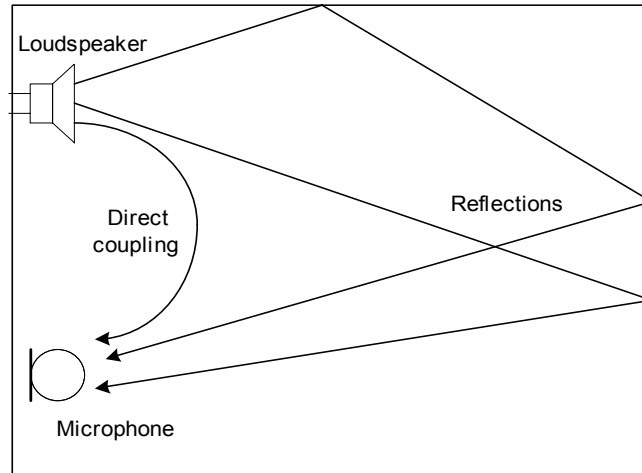 Loudspeaker
Direct
coupling
Reflections
Microphone